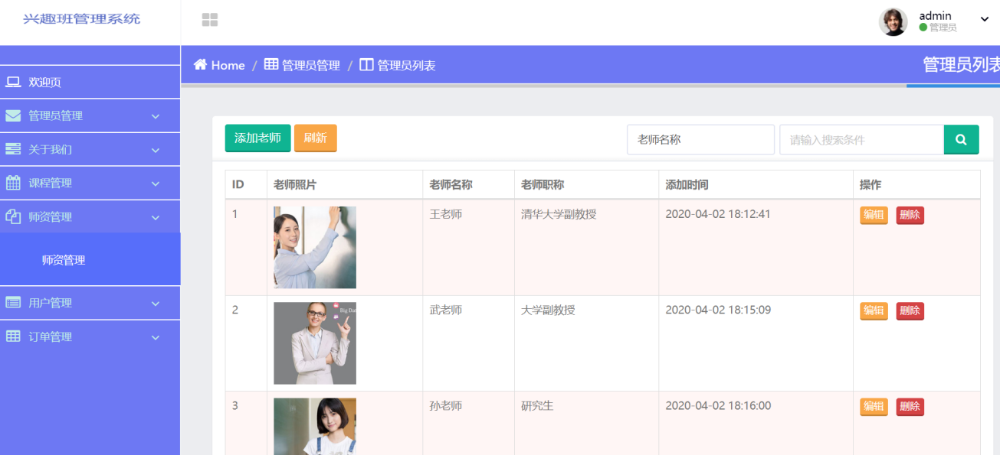 兴趣班管理系统
admin
管理员
Home / 管理员管理 / 管理员列表
管理员列表
欢迎页
管理员管理
关于我们
课程管理
师资管理
师资管理
用户管理
订单管理
添加老师 刷新 老师名称 请输入搜索条件
ID 老师照片 老师名称 老师职称 添加时间 操作
1 王老师 清华大学副教授 2020-04-02 18:12:41 编辑 删除
Big Dat
2 武老师 大学副教授 2020-04-02 18:15:09 编辑 删除
3 孙老师 研究生 2020-04-02 18:16:00 编辑 删除